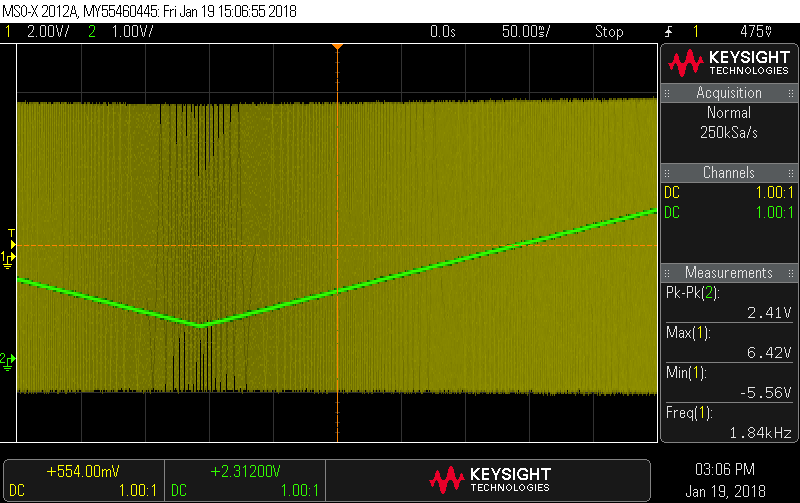 MSO-X 2012A, MY55460445: Fri Jan 19 15:06:55 2018
1 2.00V/ 2 1.00V/ 0.0s 50.00ms/ Stop 1 475mV
KEYSIGHT
TECHNOLOGIES
Acquisition
Normal
250kSa/s
Channels
DC 1.00:1
DC 1.00:1
Measurements
Pk-Pk(2):
2.41V
Max(1):
6.42V
Min(1):
-5.56V
Freq(1):
1.84kHz
T
1
2
+554.00mV
DC 1.00:1
+2.31200V
DC 1.00:1
KEYSIGHT
TECHNOLOGIES
03:06 PM
Jan 19, 2018